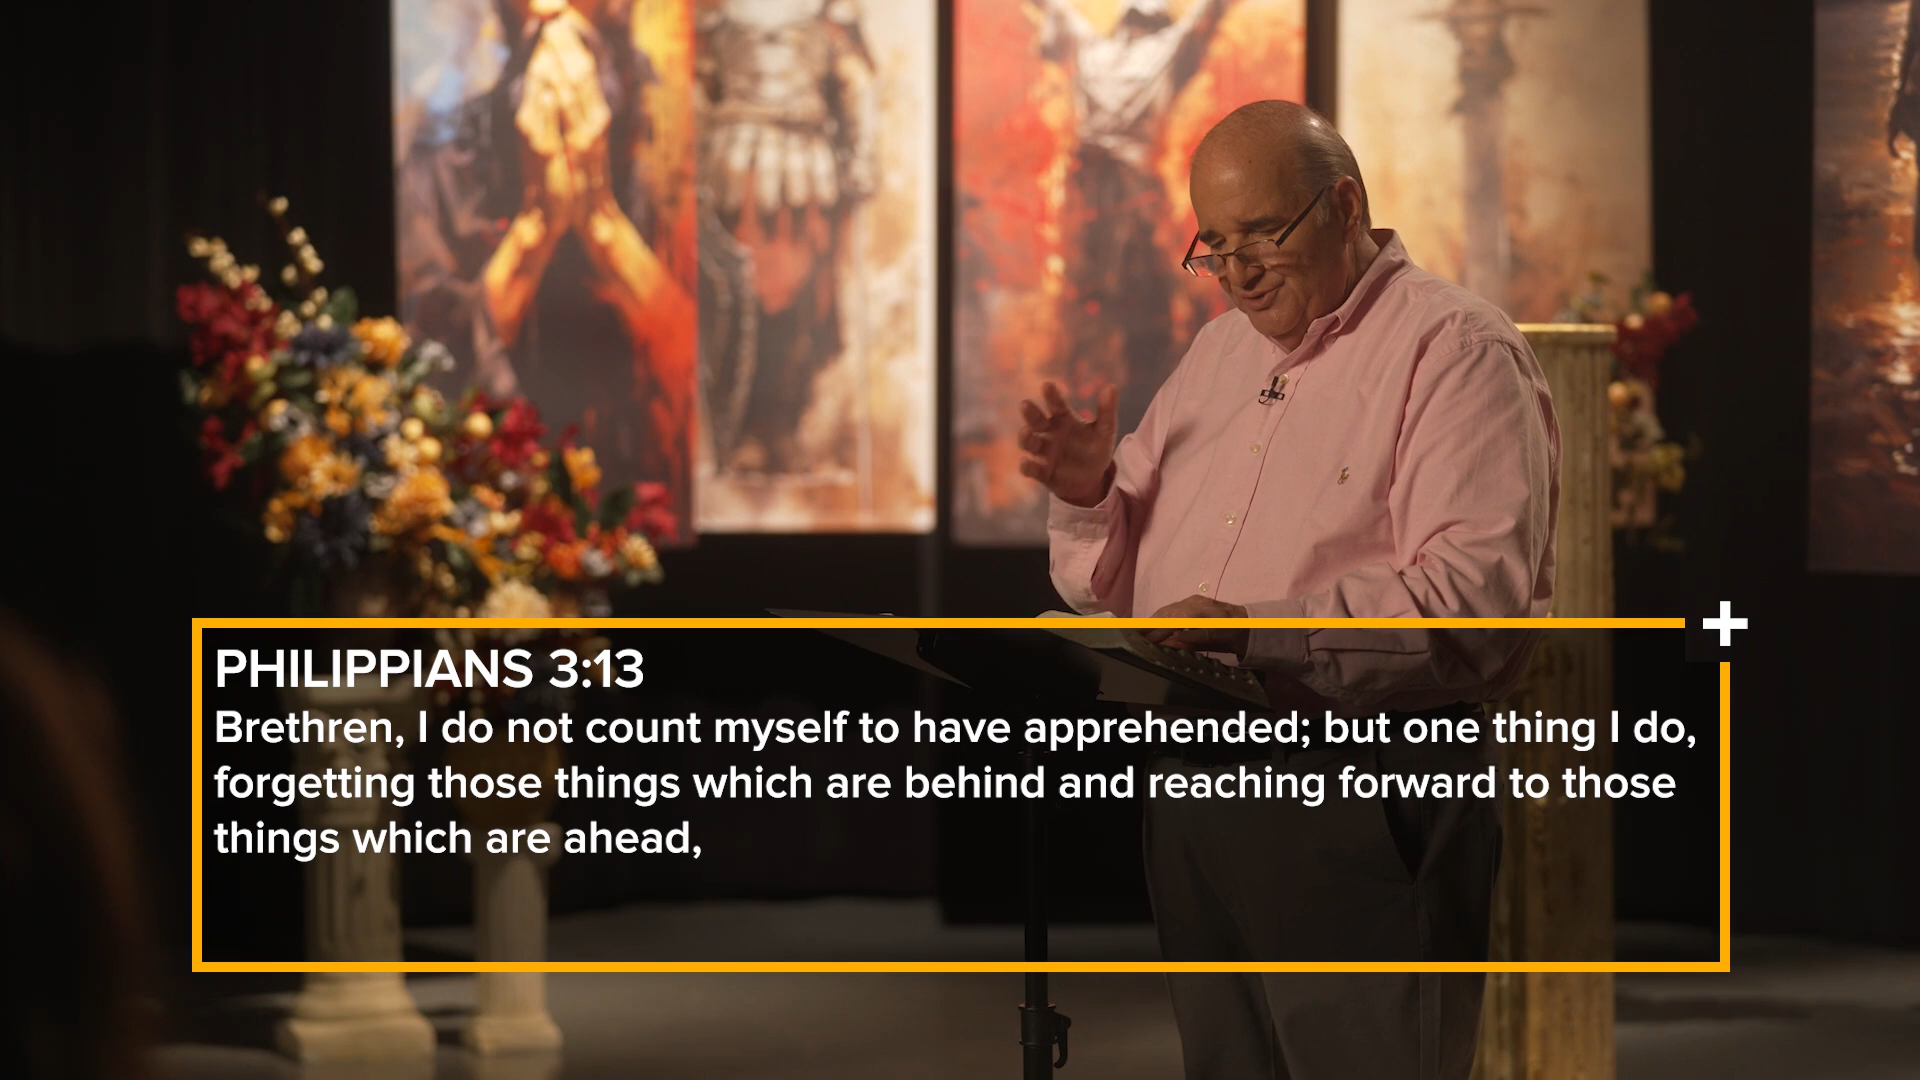 PHILIPPIANS 3:13
Brethren, I do not count myself to have apprehended; but one thing I do,
forgetting those things which are behind and reaching forward to those
things which are ahead,